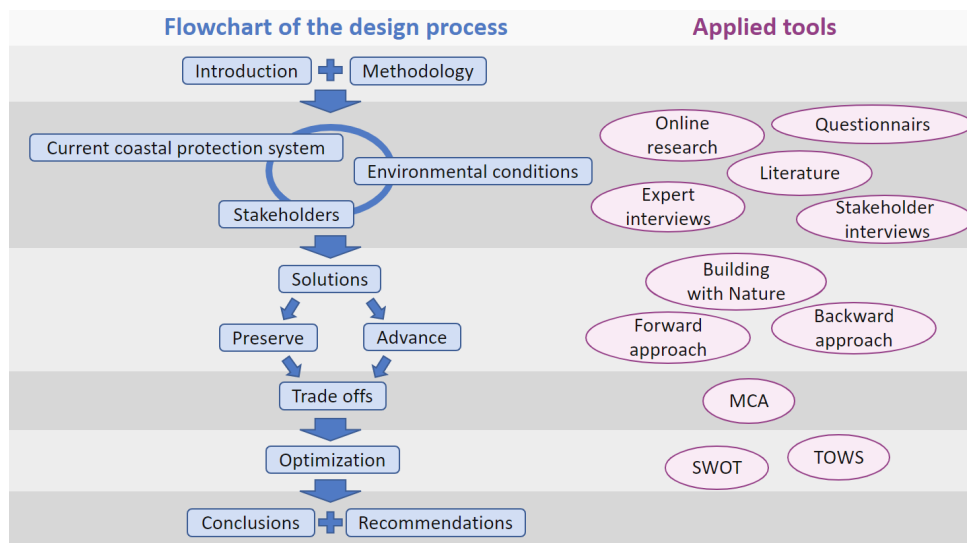 Flowchart of the design process
Applied tools
Introduction
Methodology
Current coastal protection system
Environmental conditions
Stakeholders
Online
research
Questionnairs
Literature
Expert
interviews
Stakeholder
interviews
Solutions
Preserve
Advance
Building
with Nature
Forward
approach
Backward
approach
Trade offs
MCA
Optimization
SWOT
TOWS
Conclusions
Recommendations